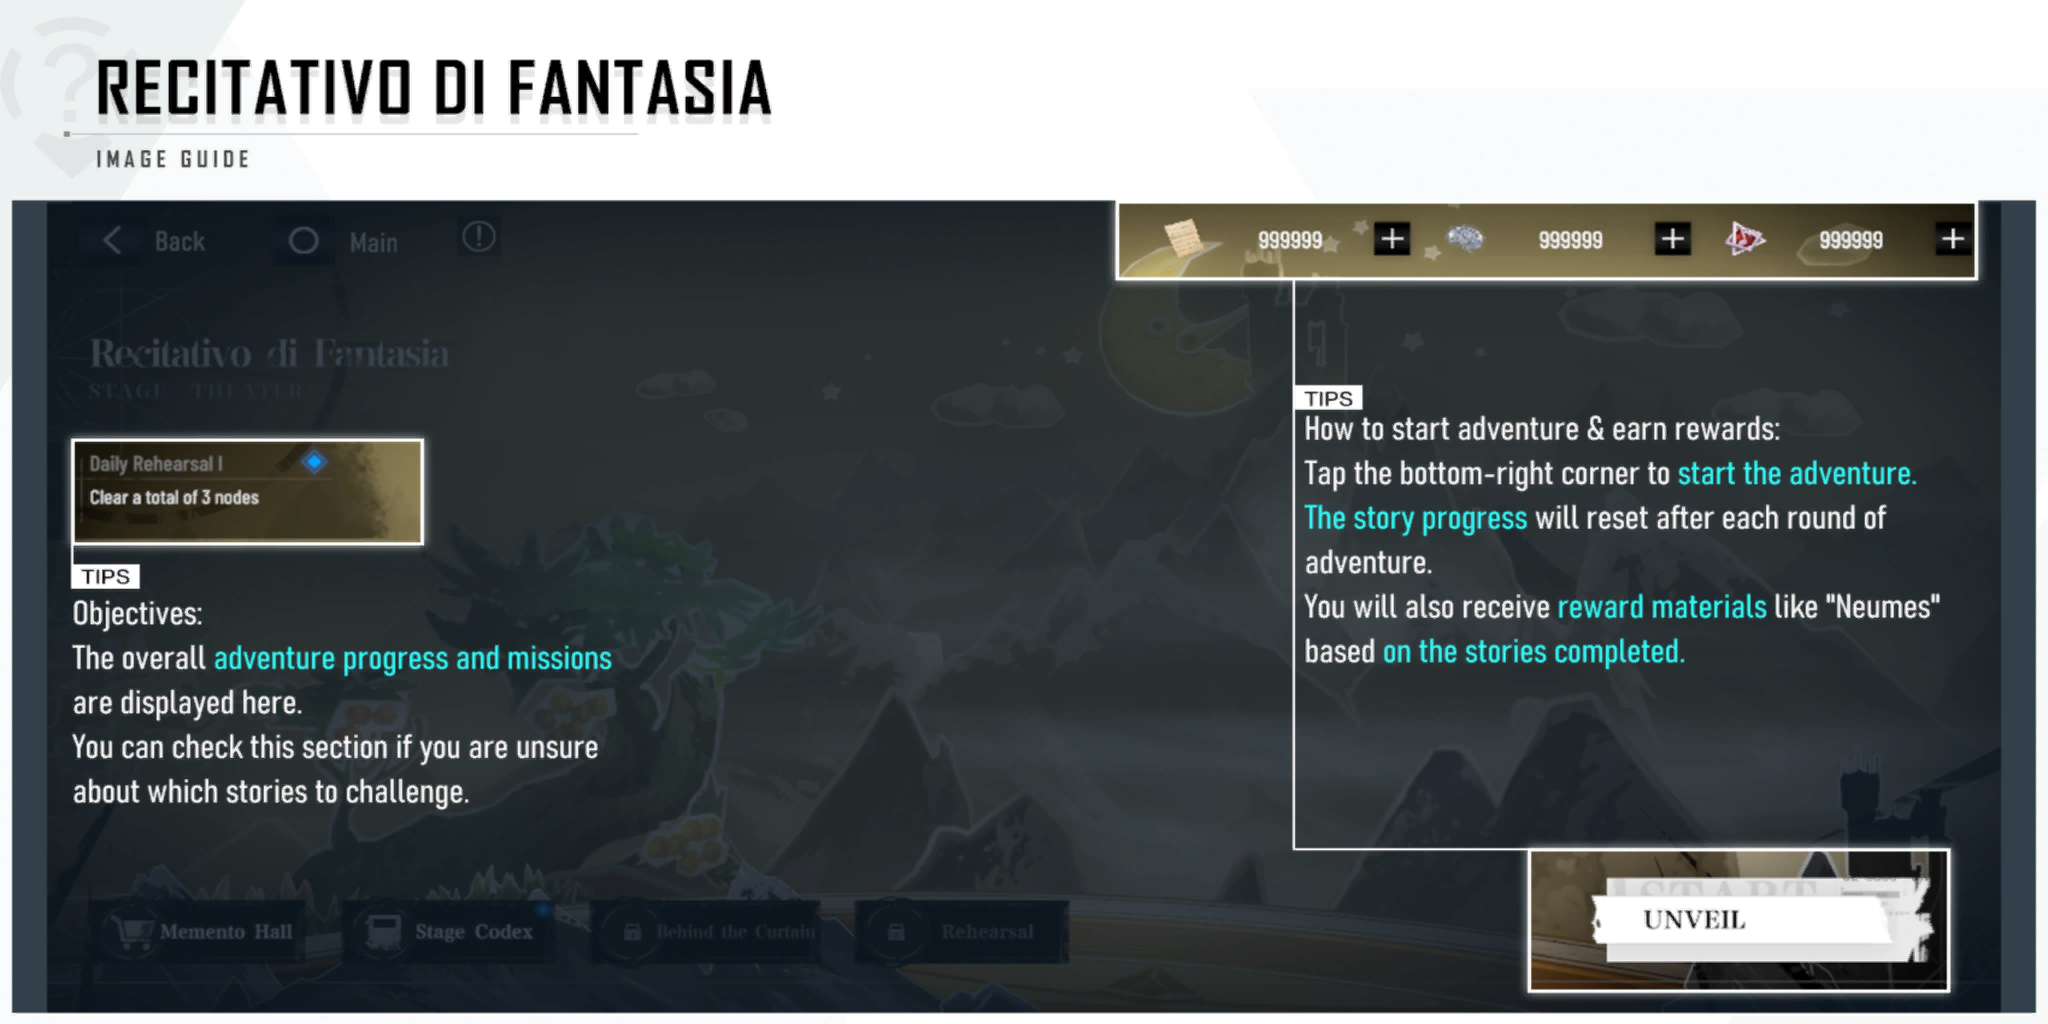 RECITATIVO DI FANTASIA
IMAGE GUIDE
Back
Main
999999
999999
999999
Recitativo di Fantasia
STAGE THEATER
Daily Rehearsal I
Clear a total of 3 nodes
TIPS
Objectives:
The overall adventure progress and missions
are displayed here.
You can check this section if you are unsure
about which stories to challenge.
TIPS
How to start adventure & earn rewards:
Tap the bottom-right corner to start the adventure.
The story progress will reset after each round of
adventure.
You will also receive reward materials like "Neumes"
based on the stories completed.
Memento Hall
Stage Codex
Behind the Curtain
Rehearsal
START
UNVEIL